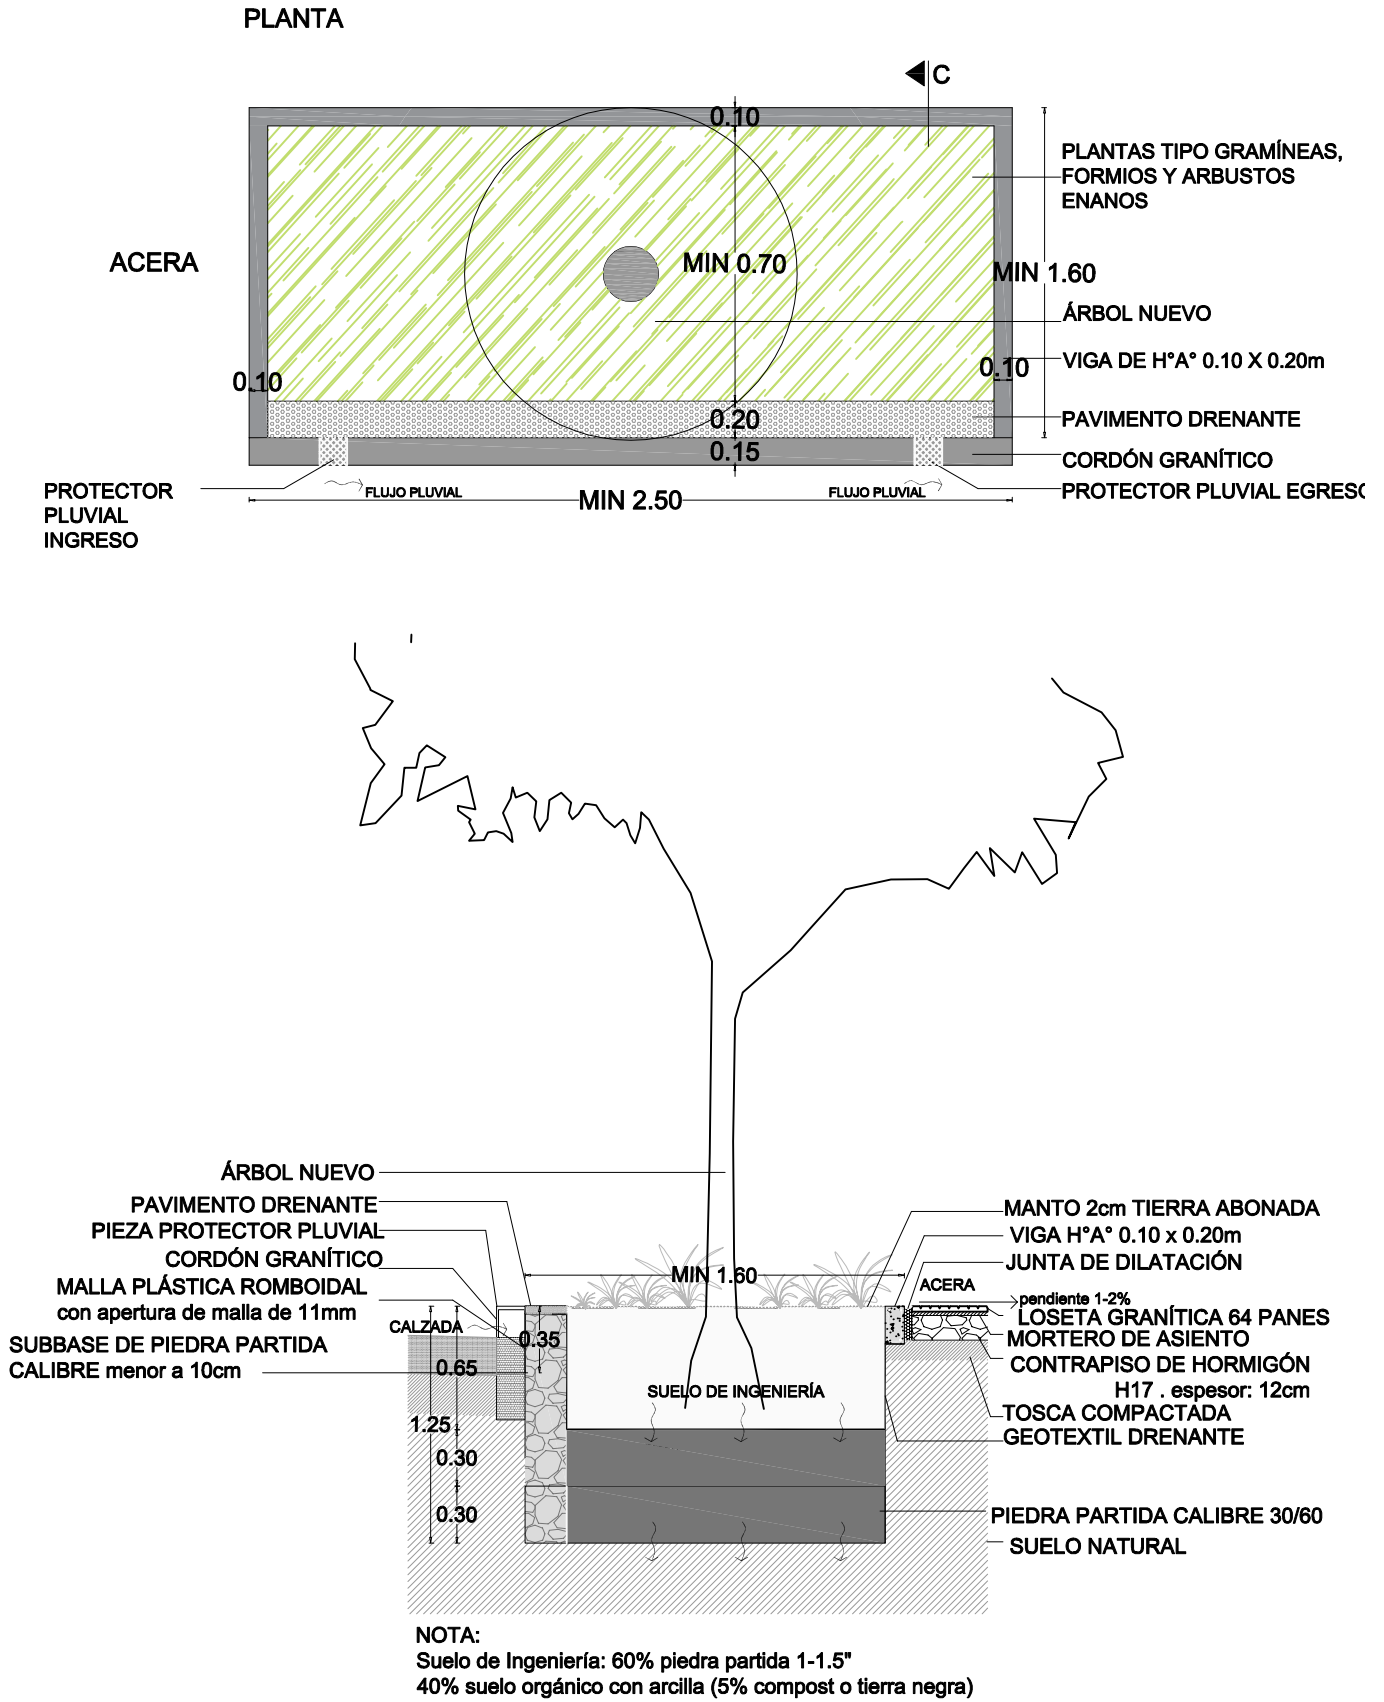 PLANTA
C
0.10
PLANTAS TIPO GRAMÍNEAS,
FORMIOS Y ARBUSTOS
ENANOS
ACERA
MIN 0.70
MIN 1.60
ÁRBOL NUEVO
VIGA DE H°A° 0.10 X 0.20m
0.10
0.10
0.20
PAVIMENTO DRENANTE
0.15
CORDÓN GRANÍTICO
PROTECTOR
PLUVIAL
INGRESO
FLUJO PLUVIAL
MIN 2.50
FLUJO PLUVIAL
PROTECTOR PLUVIAL EGRESO
ÁRBOL NUEVO
PAVIMENTO DRENANTE
PIEZA PROTECTOR PLUVIAL
CORDÓN GRANÍTICO
MALLA PLÁSTICA ROMBOIDAL
con apertura de malla de 11mm
SUBBASE DE PIEDRA PARTIDA
CALIBRE menor a 10cm
MIN 1.60
CALZADA
0.35
0.65
1.25
0.30
0.30
SUELO DE INGENIERÍA
MANTO 2cm TIERRA ABONADA
VIGA H°A° 0.10 x 0.20m
JUNTA DE DILATACIÓN
ACERA
pendiente 1-2%
LOSETA GRANÍTICA 64 PANES
MORTERO DE ASIENTO
CONTRAPISO DE HORMIGÓN
H17 . espesor: 12cm
TOSCA COMPACTADA
GEOTEXTIL DRENANTE
PIEDRA PARTIDA CALIBRE 30/60
SUELO NATURAL
NOTA:
Suelo de Ingeniería: 60% piedra partida 1-1.5"
40% suelo orgánico con arcilla (5% compost o tierra negra)